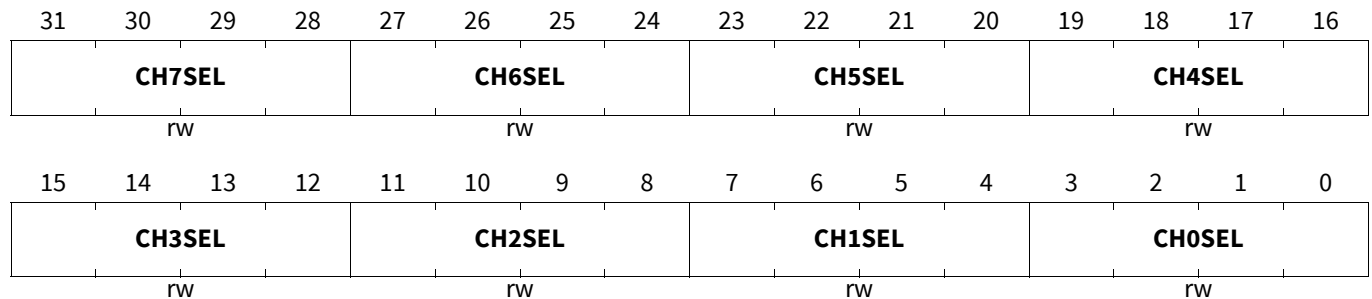 31 30 29 28 27 26 25 24 23 22 21 20 19 18 17 16
CH7SEL CH6SEL CH5SEL CH4SEL
rw rw rw rw
15 14 13 12 11 10 9 8 7 6 5 4 3 2 1 0
CH3SEL CH2SEL CH1SEL CH0SEL
rw rw rw rw